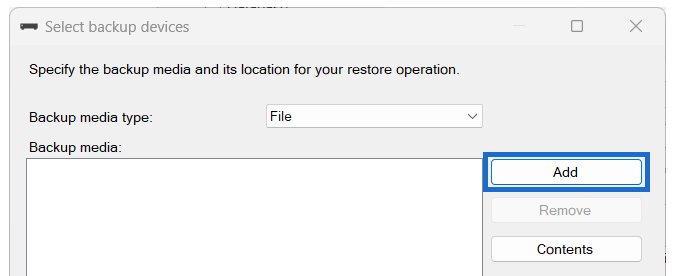 Select backup devices
Specify the backup media and its location for your restore operation.
Backup media type:
File
Backup media:
Add
Remove
Contents